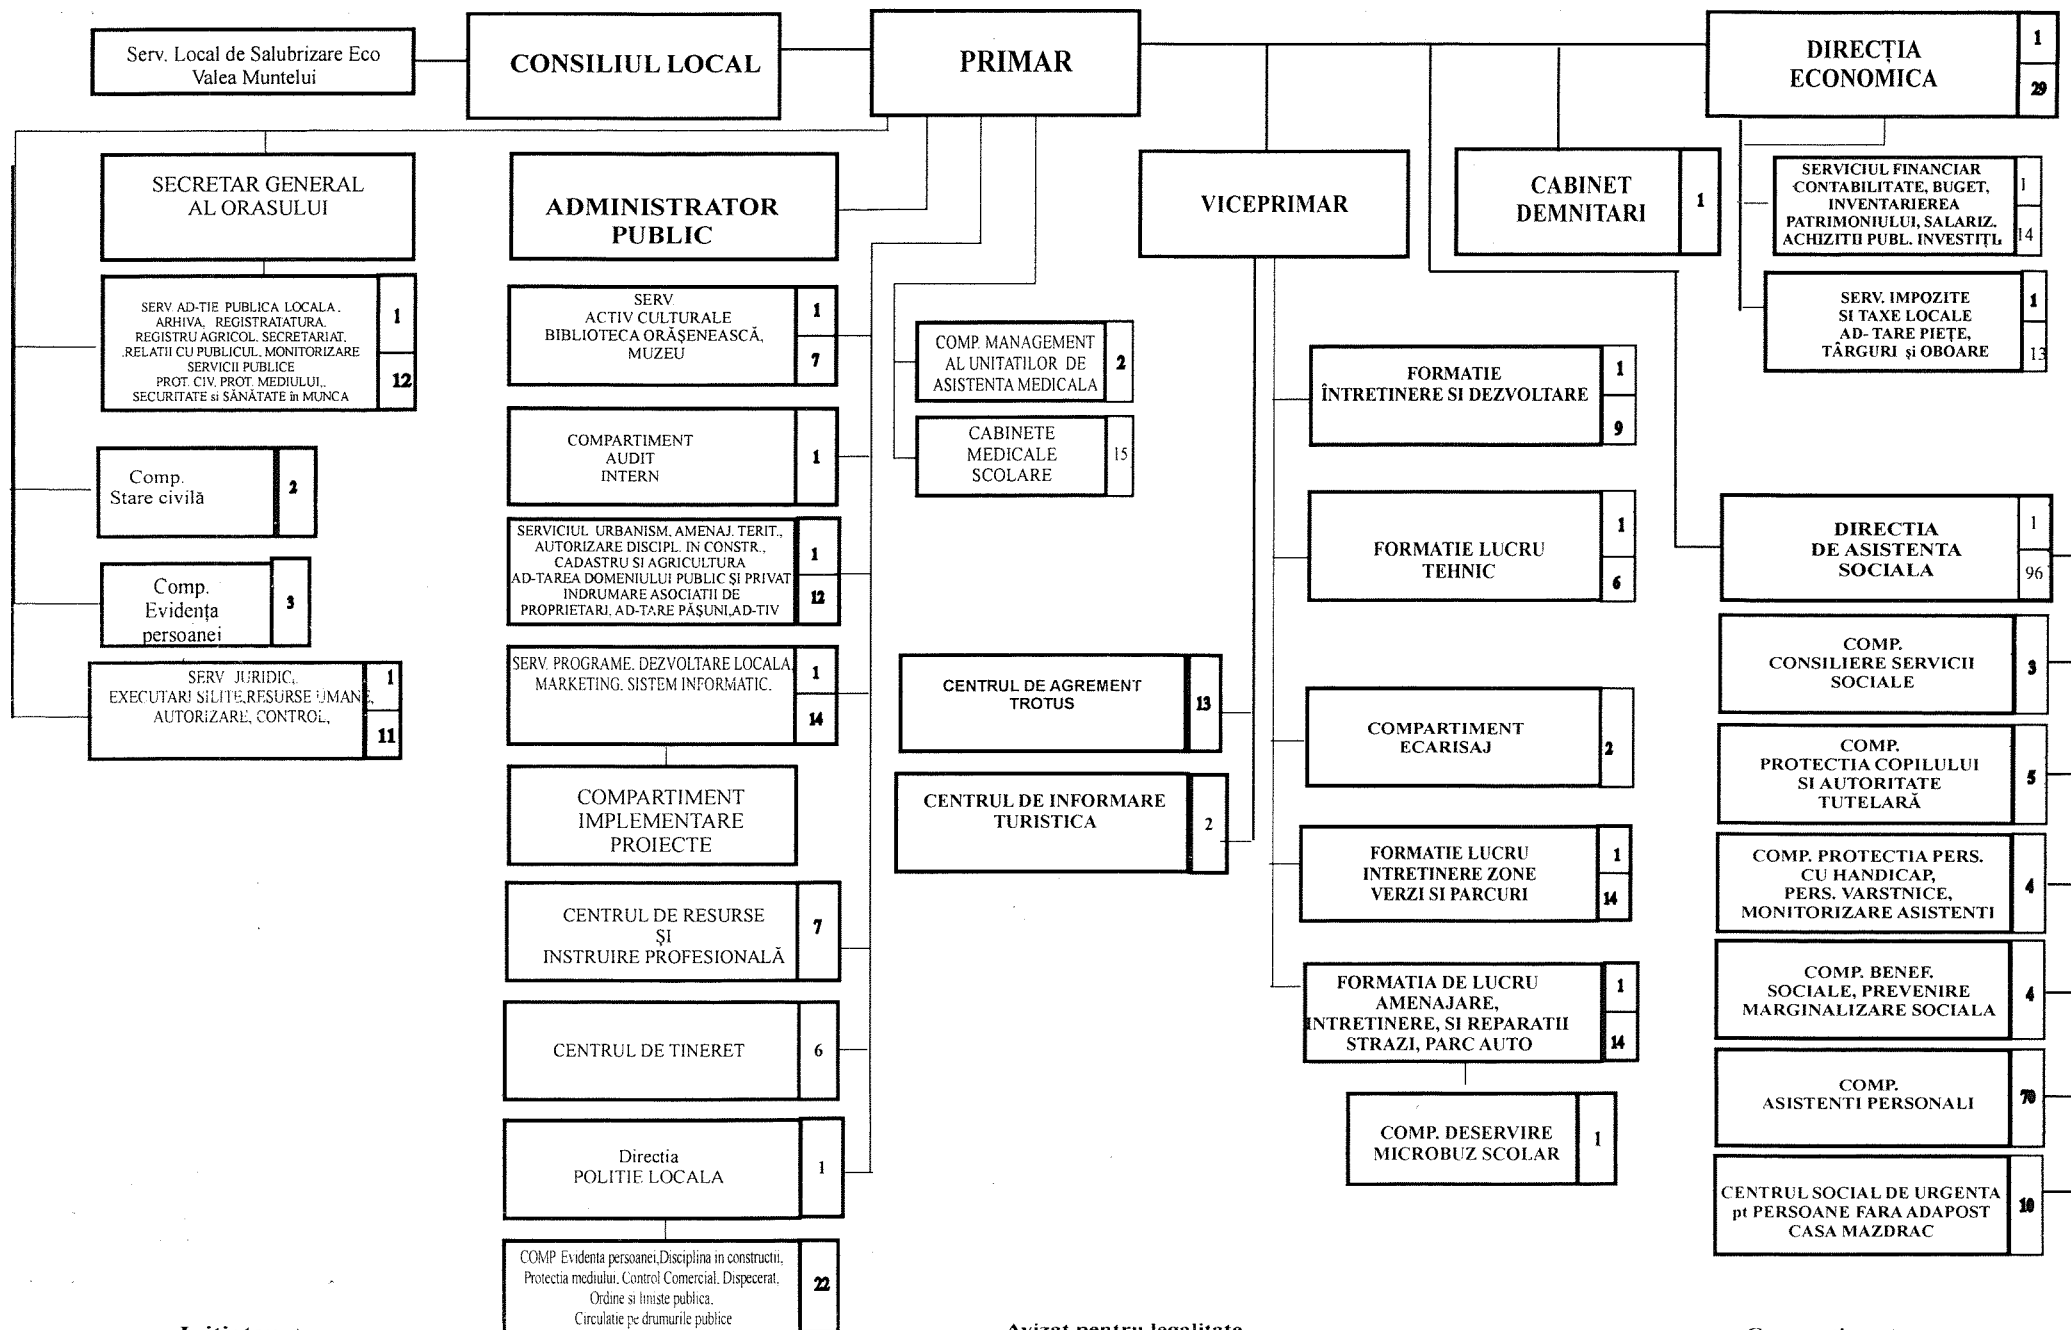 Serv. Local de Salubrizare Eco
Valea Muntelui
CONSILIUL LOCAL
PRIMAR
DIRECȚIA
ECONOMICA
1
29
SECRETAR GENERAL
AL ORASULUI
ADMINISTRATOR
PUBLIC
VICEPRIMAR
CABINET
DEMNITARI
1
SERVICIUL FINANCIAR
CONTABILITATE, BUGET,
INVENTARIEREA
PATRIMONIULUI, SALARIZ.
ACHIZITII PUBL. INVESTIȚI.
1
14
SERV. IMPOZITE
SI TAXE LOCALE
AD- TARE PIEȚE,
TÂRGURI și OBOARE
1
13
SERV AD-TIE PUBLICA LOCALA.
ARHIVA, REGISTRATURA.
REGISTRU AGRICOL. SECRETARIAT.
.RELATII CU PUBLICUL, MONITORIZARE
SERVICII PUBLICE
PROT. CIV. PROT. MEDIULUI,.
SECURITATE si SĂNĂTATE în MUNCA
1
12
Comp.
Stare civilă
2
Comp.
Evidența
persoanei
3
SERV JURIDIC,.
EXECUTARI SILITE,RESURSE UMANE,
AUTORIZARE, CONTROL,
1
11
SERV.
ACTIV CULTURALE
BIBLIOTECA ORĂȘENEASCĂ,
MUZEU
1
7
COMPARTIMENT
AUDIT
INTERN
1
SERVICIUL URBANISM, AMENAJ. TERIT.,
AUTORIZARE DISCIPL. IN CONSTR.,
CADASTRU SI AGRICULTURA
AD-TAREA DOMENIULUI PUBLIC ȘI PRIVAT
INDRUMARE ASOCIATII DE
PROPRIETARI, AD-TARE PĂȘUNI,AD-TIV
1
12
SERV. PROGRAME. DEZVOLTARE LOCALA,
MARKETING. SISTEM INFORMATIC.
1
14
COMPARTIMENT
IMPLEMENTARE
PROIECTE
CENTRUL DE RESURSE
ȘI
INSTRUIRE PROFESIONALĂ
7
CENTRUL DE TINERET
6
Directia
POLITIE LOCALA
1
COMP Evidenta persoanei,Disciplina in constructii,
Protectia mediului. Control Comercial. Dispecerat,
Ordine si liniste publica.
Circulatie pe drumurile publice
22
COMP. MANAGEMENT
AL UNITATILOR DE
ASISTENTA MEDICALA
2
CABINETE
MEDICALE
SCOLARE
15
CENTRUL DE AGREMENT
TROTUS
13
CENTRUL DE INFORMARE
TURISTICA
2
FORMATIE
ÎNTRETINERE SI DEZVOLTARE
1
9
FORMATIE LUCRU
TEHNIC
1
6
COMPARTIMENT
ECARISAJ
2
FORMATIE LUCRU
INTRETINERE ZONE
VERZI SI PARCURI
1
14
FORMATIA DE LUCRU
AMENAJARE,
INTRETINERE, SI REPARATII
STRAZI, PARC AUTO
1
14
COMP. DESERVIRE
MICROBUZ SCOLAR
1
DIRECTIA
DE ASISTENTA
SOCIALA
1
96
COMP.
CONSILIERE SERVICII
SOCIALE
3
COMP.
PROTECTIA COPILULUI
SI AUTORITATE
TUTELARĂ
5
COMP. PROTECTIA PERS.
CU HANDICAP,
PERS. VARSTNICE,
MONITORIZARE ASISTENTI
4
COMP. BENEF.
SOCIALE, PREVENIRE
MARGINALIZARE SOCIALA
4
COMP.
ASISTENTI PERSONALI
70
CENTRUL SOCIAL DE URGENTA
pt PERSOANE FARA ADAPOST
CASA MAZDRAC
10
Avizat pentru legalitate